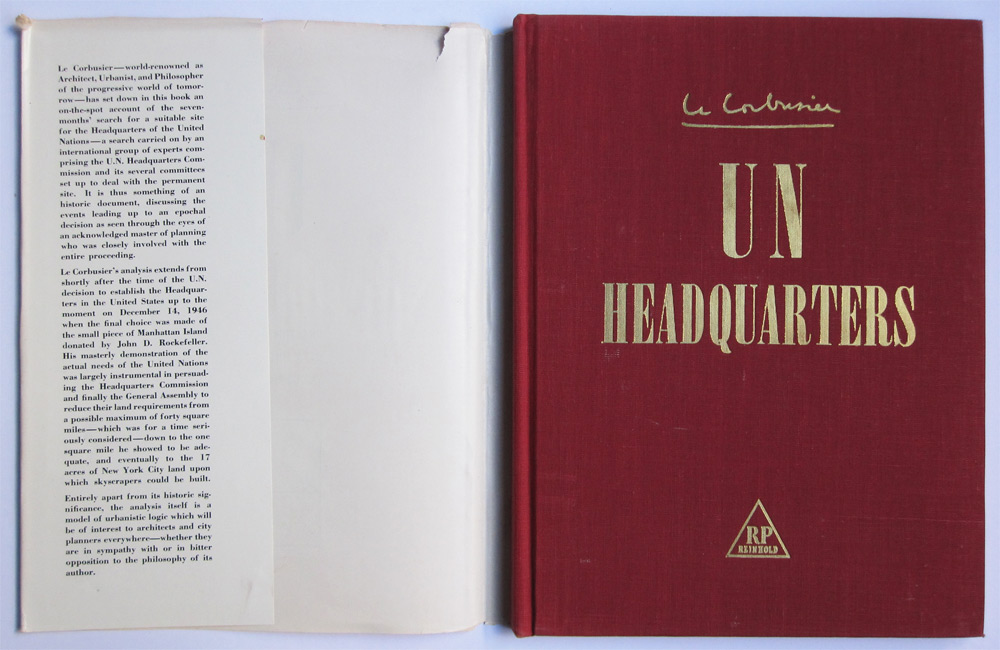 Le Corbusier—world-renowned as
Architect, Urbanist, and Philosopher
of the progressive world of tomor-
row—has set down in this book an
on-the-spot account of the seven-
months' search for a suitable site
for the Headquarters of the United
Nations—a search carried on by an
international group of experts com-
prising the U.N. Headquarters Com-
mission and its several committees
set up to deal with the permanent
site. It is thus something of an
historic document, discussing the
events leading up to an epochal
decision as seen through the eyes of
an acknowledged master of planning
who was closely involved with the
entire proceeding.
Le Corbusier's analysis extends from
shortly after the time of the U.N.
decision to establish the Headquar-
ters in the United States up to the
moment on December 14, 1946
when the final choice was made of
the small piece of Manhattan Island
donated by John D. Rockefeller.
His masterly demonstration of the
actual needs of the United Nations
was largely instrumental in persuad-
ing the Headquarters Commission
and finally the General Assembly to
reduce their land requirements from
a possible maximum of forty square
miles—which was for a time seri-
ously considered—down to the one
square mile he showed to be ade-
quate, and eventually to the 17
acres of New York City land upon
which skyscrapers could be built.
Entirely apart from its historic sig-
nificance, the analysis itself is a
model of urbanistic logic which will
be of interest to architects and city
planners everywhere—whether they
are in sympathy with or in bitter
opposition to the philosophy of its
author.
Le Corbusier
UN
HEADQUARTERS
RP
REINHOLD